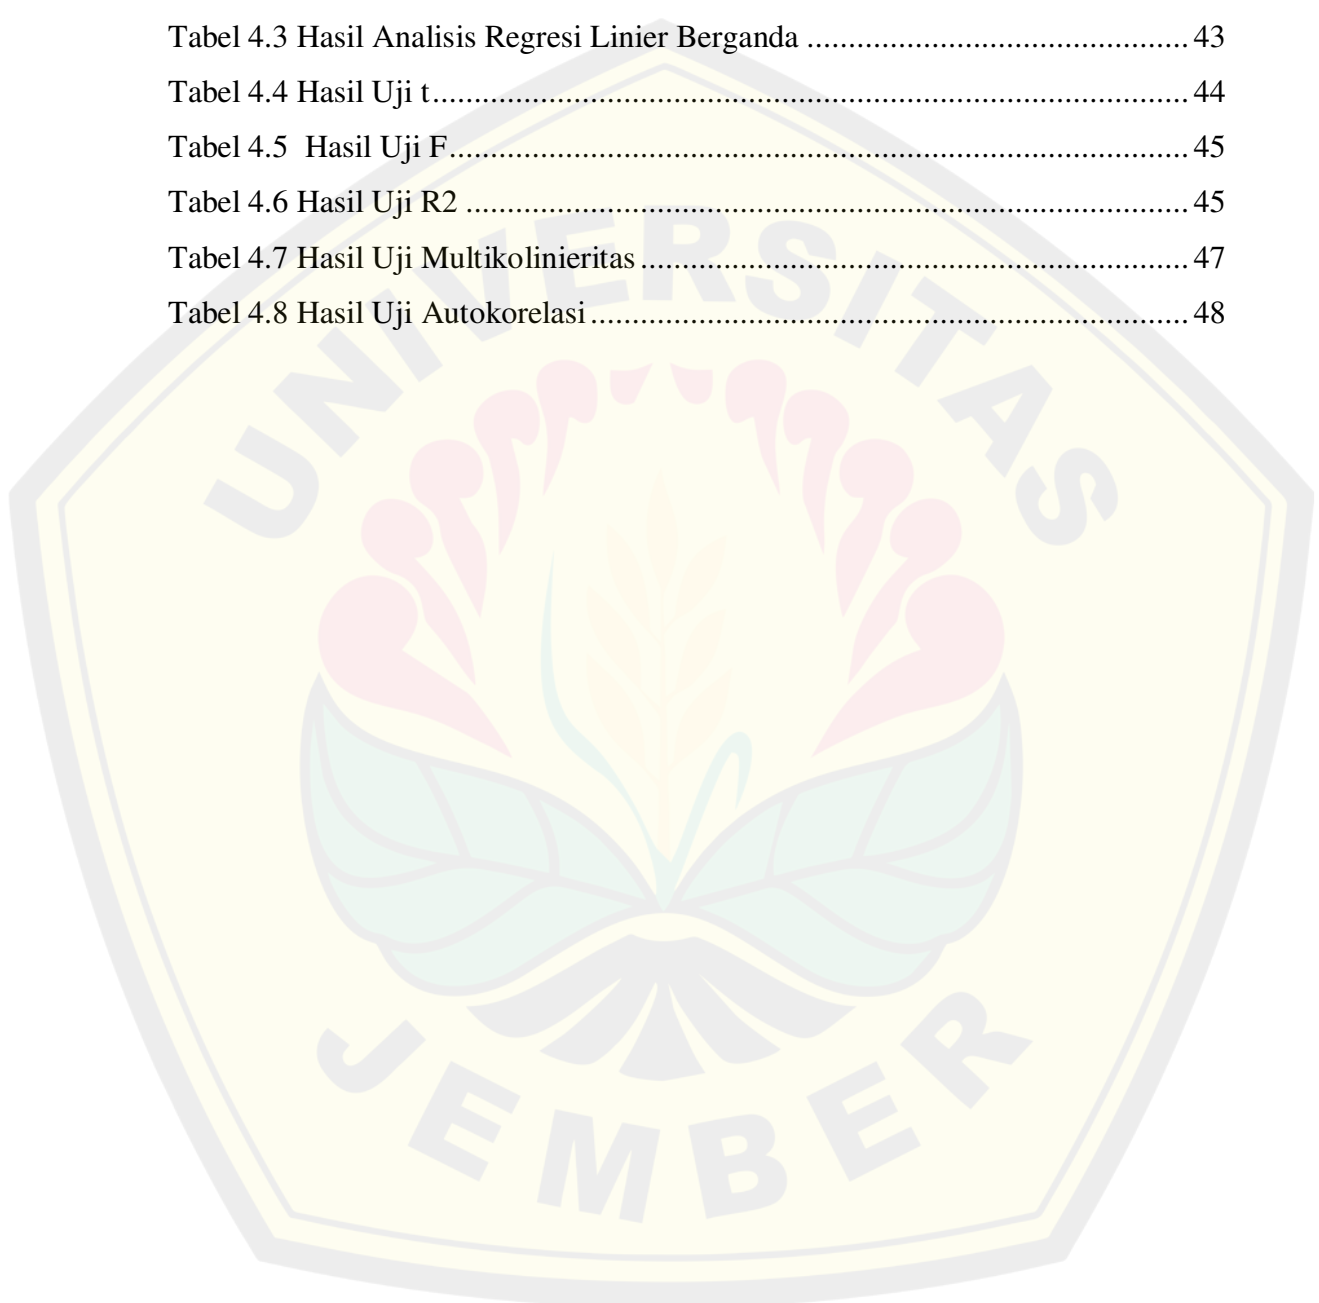 Tabel 4.3 Hasil Analisis Regresi Linier Berganda ................................................ 43
Tabel 4.4 Hasil Uji t................................................................................................ 44
Tabel 4.5  Hasil Uji F.............................................................................................. 45
Tabel 4.6 Hasil Uji R2 ............................................................................................ 45
Tabel 4.7 Hasil Uji Multikolinieritas...................................................................... 47
Tabel 4.8 Hasil Uji Autokorelasi............................................................................ 48
UNIVERSITAS
JEMBER